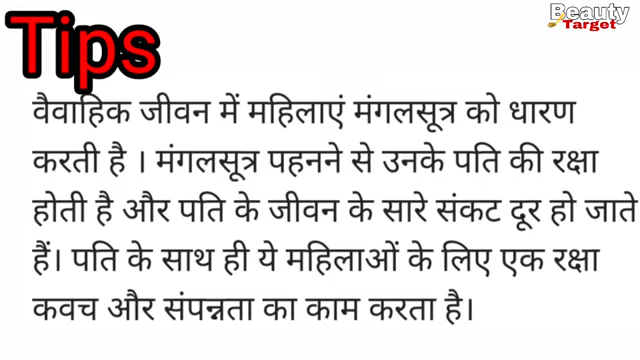 Beauty
Target
Tips
वैवाहिक जीवन में महिलाएं मंगलसूत्र को धारण
करती है । मंगलसूत्र पहनने से उनके पति की रक्षा
होती है और पति के जीवन के सारे संकट दूर हो जाते
हैं। पति के साथ ही ये महिलाओं के लिए एक रक्षा
कवच और संपन्नता का काम करता है।